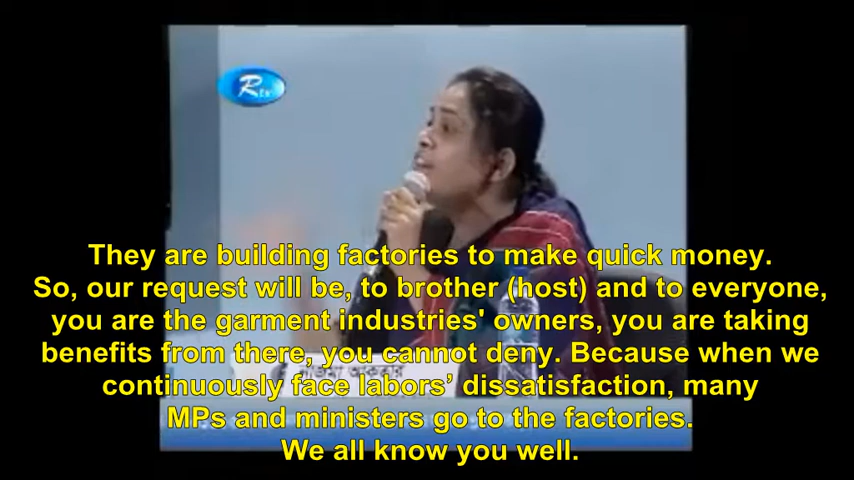 Rtv
They are building factories to make quick money.
So, our request will be, to brother (host) and to everyone,
you are the garment industries' owners, you are taking
benefits from there, you cannot deny. Because when we
continuously face labors’ dissatisfaction, many
MPs and ministers go to the factories.
We all know you well.